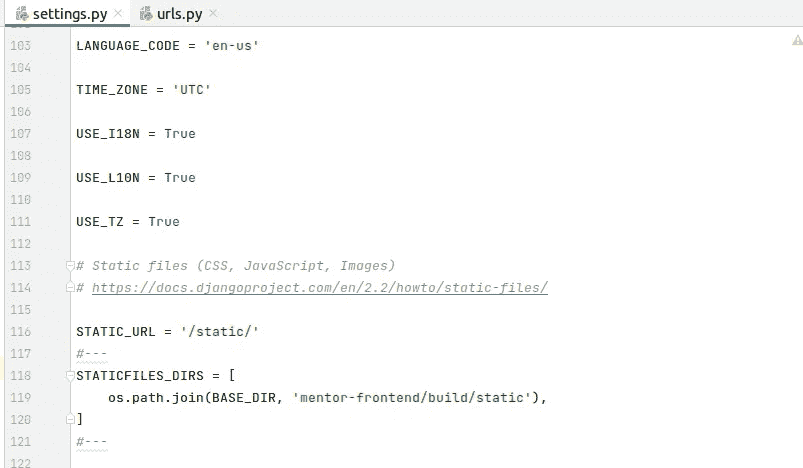 settings.py urls.py
103 LANGUAGE_CODE = 'en-us'
104
105 TIME_ZONE = 'UTC'
106
107 USE_I18N = True
108
109 USE_L10N = True
110
111 USE_TZ = True
112
113 # Static files (CSS, JavaScript, Images)
114 # https://docs.djangoproject.com/en/2.2/howto/static-files/
115
116 STATIC_URL = '/static/'
117 #---
118 STATICFILES_DIRS = [
119     os.path.join(BASE_DIR, 'mentor-frontend/build/static'),
120 ]
121 #---
122